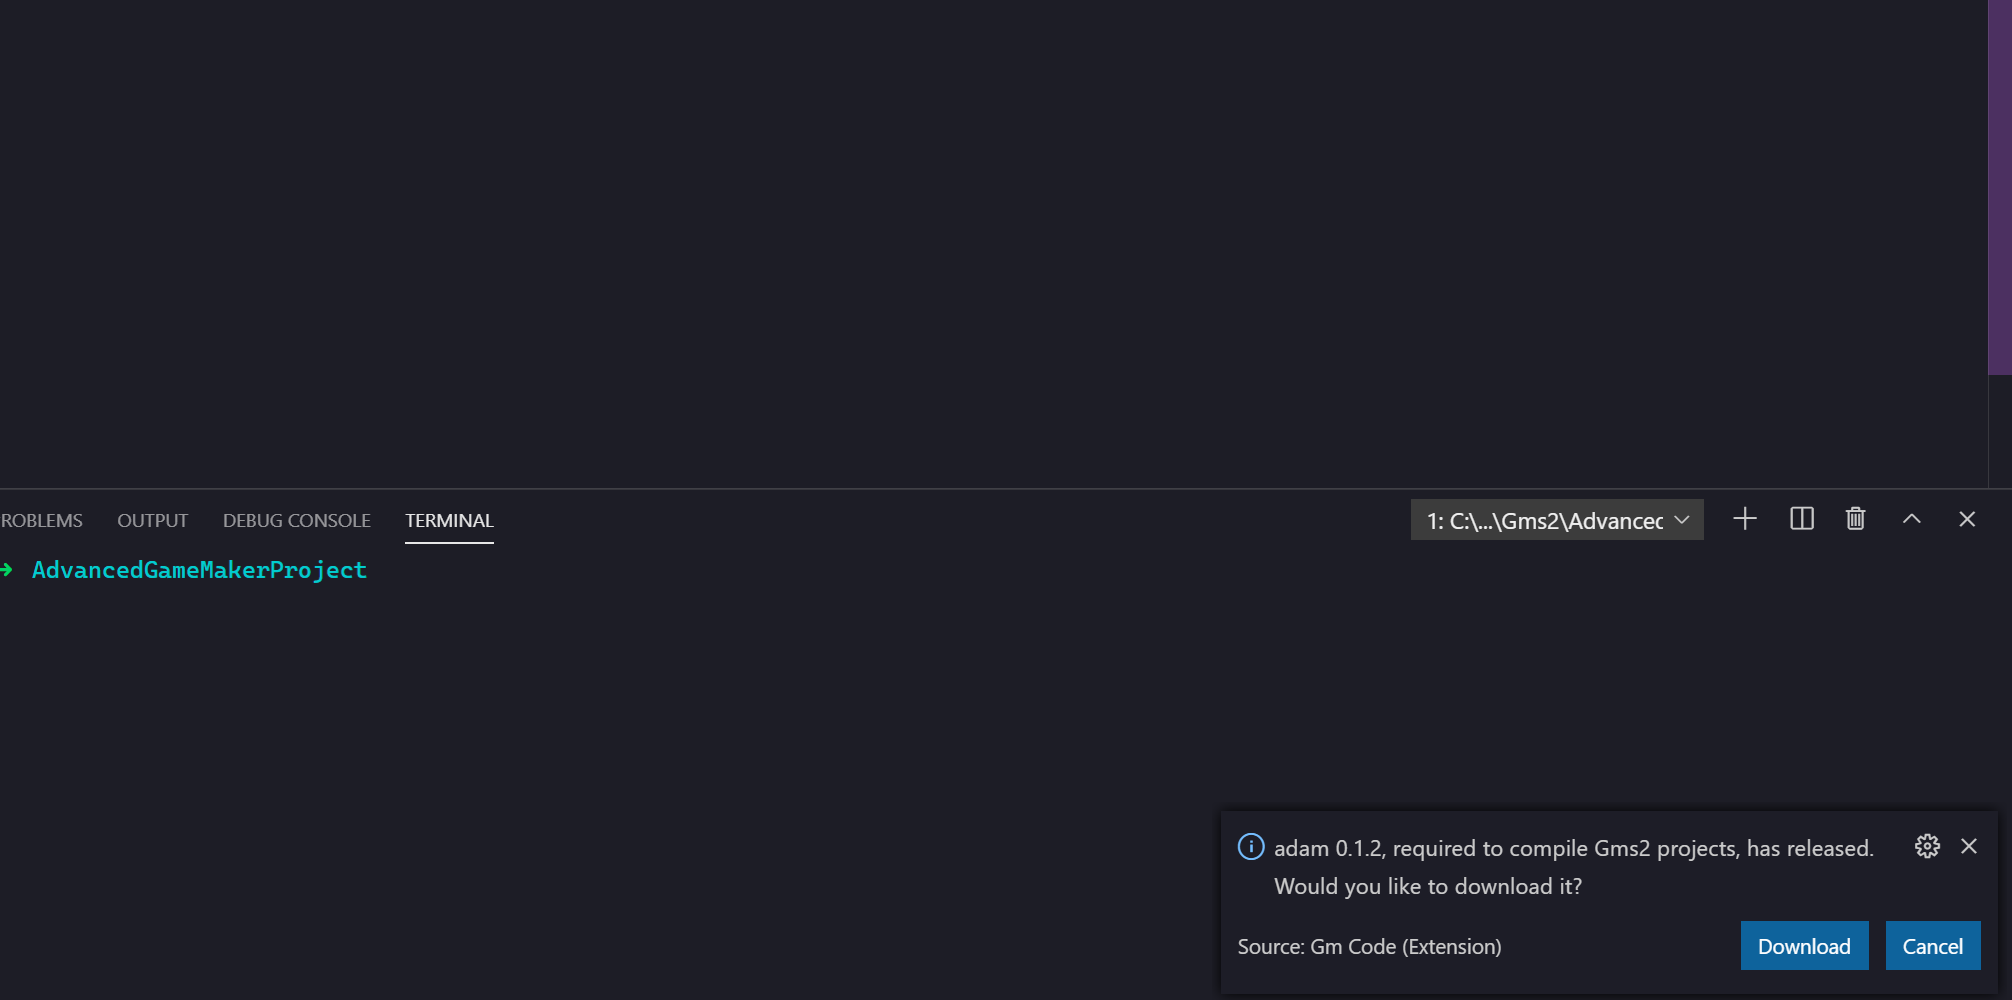 ROBLEMS OUTPUT DEBUG CONSOLE TERMINAL 1: C:\...\Gms2\Advanced
➜ AdvancedGameMakerProject
adam 0.1.2, required to compile Gms2 projects, has released.
Would you like to download it?
Source: Gm Code (Extension) Download Cancel